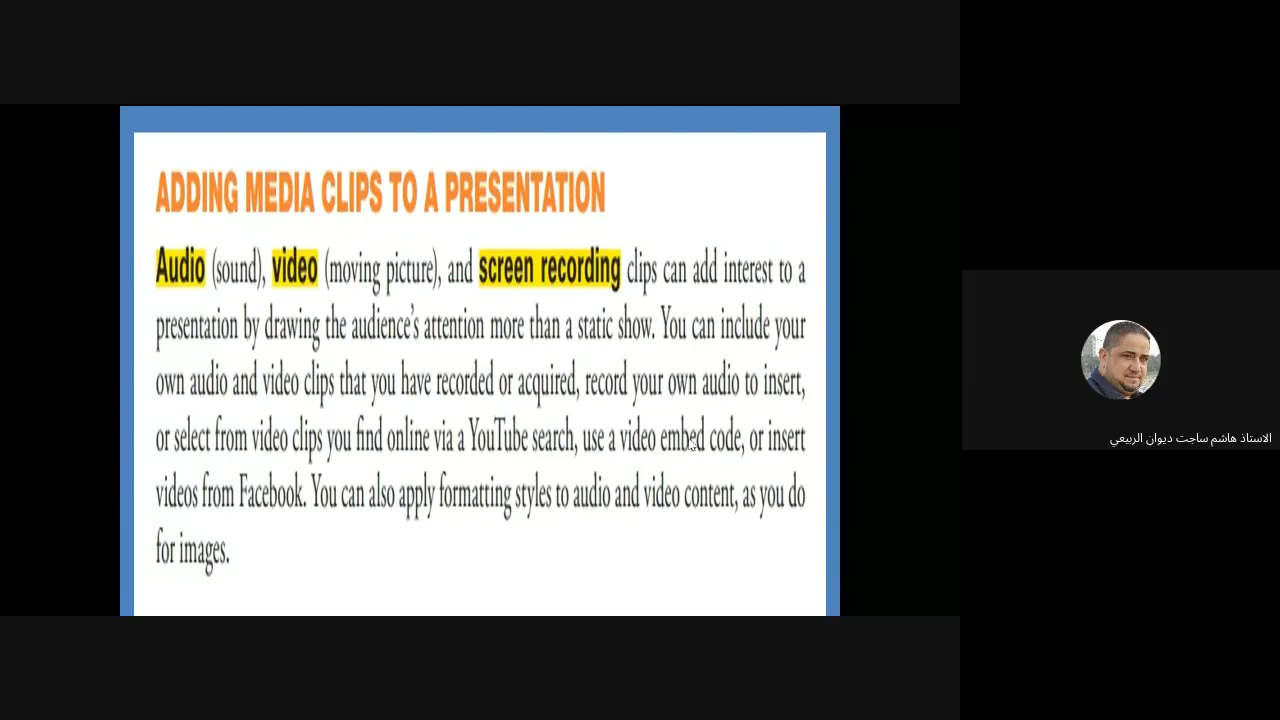 ADDING MEDIA CLIPS TO A PRESENTATION
Audio (sound), video (moving picture), and screen recording clips can add interest to a
presentation by drawing the audience's attention more than a static show. You can include your
own audio and video clips that you have recorded or acquired, record your own audio to insert,
or select from video clips you find online via a YouTube search, use a video embed code, or insert
videos from Facebook. You can also apply formatting styles to audio and video content, as you do
for images.
الاستاذ هاشم ساجت ديوان الربيعي